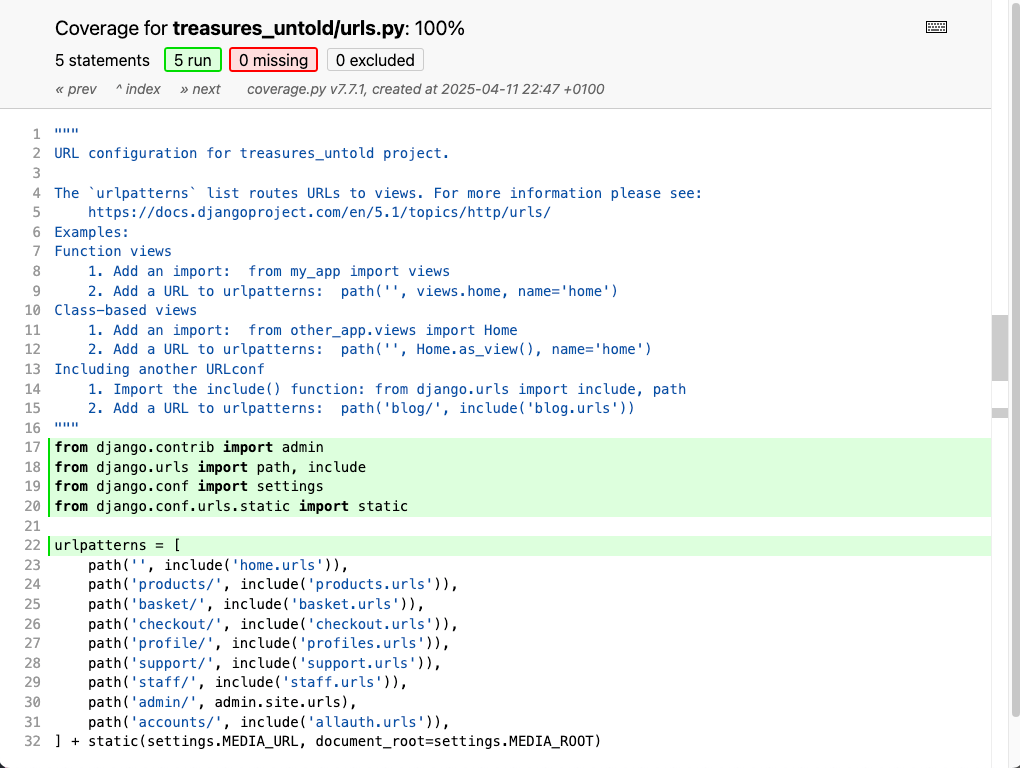 Coverage for treasures_untold/urls.py: 100%
5 statements 5 run 0 missing 0 excluded
« prev ^ index » next coverage.py v7.7.1, created at 2025-04-11 22:47 +0100
1 """
2 URL configuration for treasures_untold project.
3
4 The `urlpatterns` list routes URLs to views. For more information please see:
5     https://docs.djangoproject.com/en/5.1/topics/http/urls/
6 Examples:
7 Function views
8     1. Add an import:  from my_app import views
9     2. Add a URL to urlpatterns:  path('', views.home, name='home')
10 Class-based views
11     1. Add an import:  from other_app.views import Home
12     2. Add a URL to urlpatterns:  path('', Home.as_view(), name='home')
13 Including another URLconf
14     1. Import the include() function: from django.urls import include, path
15     2. Add a URL to urlpatterns:  path('blog/', include('blog.urls'))
16 """
17 from django.contrib import admin
18 from django.urls import path, include
19 from django.conf import settings
20 from django.conf.urls.static import static
21
22 urlpatterns = [
23     path('', include('home.urls')),
24     path('products/', include('products.urls')),
25     path('basket/', include('basket.urls')),
26     path('checkout/', include('checkout.urls')),
27     path('profile/', include('profiles.urls')),
28     path('support/', include('support.urls')),
29     path('staff/', include('staff.urls')),
30     path('admin/', admin.site.urls),
31     path('accounts/', include('allauth.urls')),
32 ] + static(settings.MEDIA_URL, document_root=settings.MEDIA_ROOT)